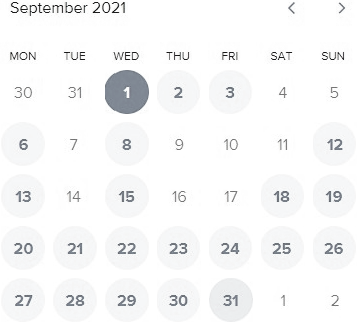 September 2021
MON TUE WED THU FRI SAT SUN
30 31 1 2 3 4 5
6 7 8 9 10 11 12
13 14 15 16 17 18 19
20 21 22 23 24 25 26
27 28 29 30 31 1 2